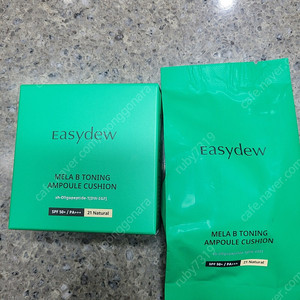 Easydew
MELA B TONING
AMPOULE CUSHION
SPF 50+ / PA+++
21 Natural
Easydew
MELA B TONING
AMPOULE CUSHION
SPF 50+ / PA+++
21 Natural